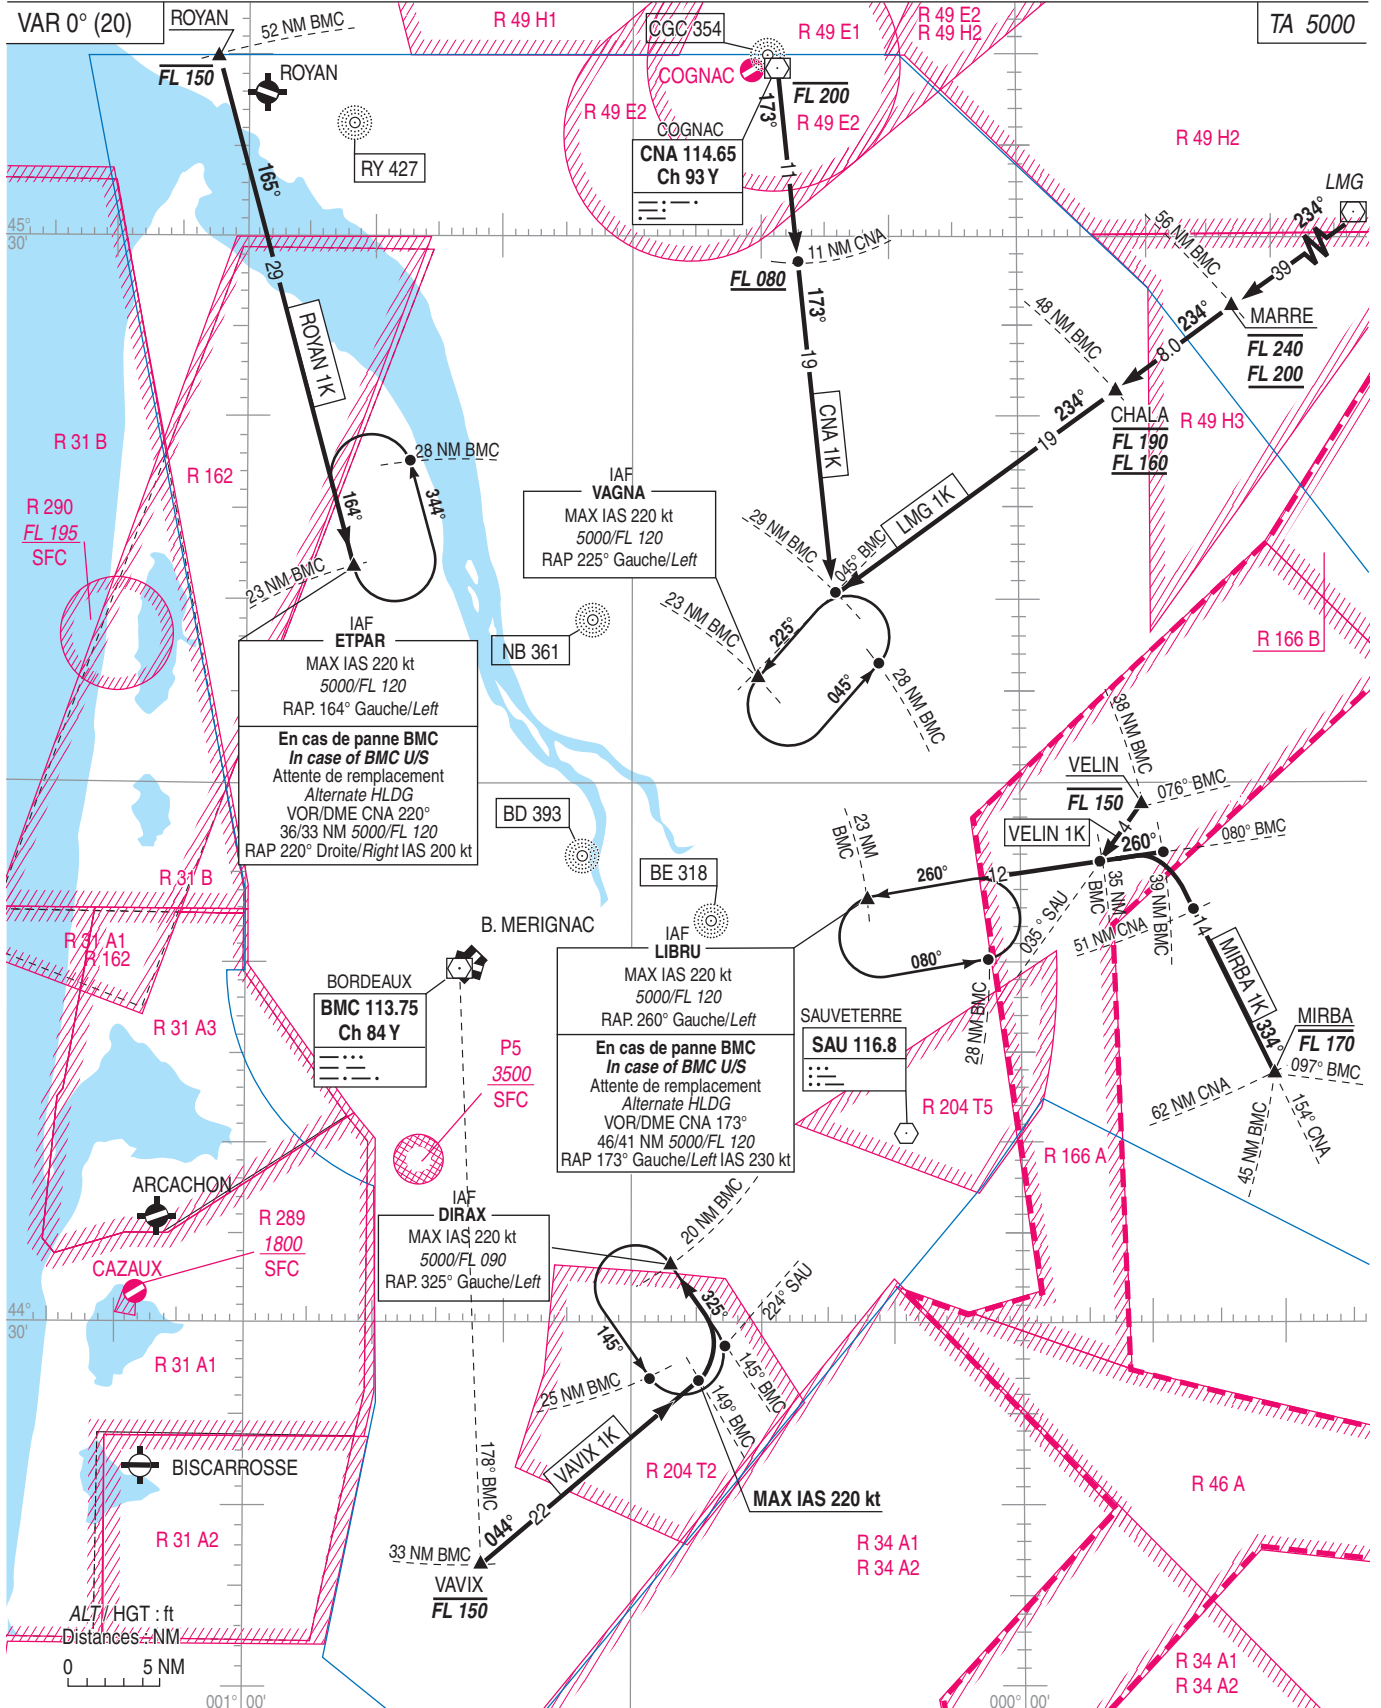 VAR 0° (20)
ROYAN
52 NM BMC
FL 150
ROYAN
RY 427
R 49 H1
CGC 354
R 49 E1
R 49 E2
R 49 H2
TA 5000
COGNAC
FL 200
R 49 E2
R 49 E2
173°
COGNAC
CNA 114.65
Ch 93 Y
R 49 H2
LMG
234°
165°
11
45°
30'
29
11 NM CNA
FL 080
173°
56 NM BMC
39
MARRE
FL 240
FL 200
234°
8.0
48 NM BMC
CHALA
FL 190
FL 160
R 49 H3
ROYAN 1K
19
CNA 1K
234°
19
LMG 1K
R 31 B
R 162
28 NM BMC
164°
344°
R 290
FL 195
SFC
IAF
VAGNA
MAX IAS 220 kt
5000/FL 120
RAP 225° Gauche/Left
29 NM BMC
045° BMC
23 NM BMC
23 NM BMC
225°
045°
28 NM BMC
NB 361
R 166 B
IAF
ETPAR
MAX IAS 220 kt
5000/FL 120
RAP. 164° Gauche/Left
En cas de panne BMC
In case of BMC U/S
Attente de remplacement
Alternate HLDG
VOR/DME CNA 220°
36/33 NM 5000/FL 120
RAP 220° Droite/Right IAS 200 kt
38 NM BMC
VELIN
FL 150
076° BMC
VELIN 1K
4
260°
080° BMC
BD 393
23 NM
BMC
BE 318
260°
12
35 NM
BMC
39 NM BMC
R 31 B
R 31 A1
R 162
B. MERIGNAC
035° SAU
51 NM CNA
14
080°
28 NM BMC
MIRBA 1K
334°
IAF
LIBRU
MAX IAS 220 kt
5000/FL 120
RAP. 260° Gauche/Left
En cas de panne BMC
In case of BMC U/S
Attente de remplacement
Alternate HLDG
VOR/DME CNA 173°
46/41 NM 5000/FL 120
RAP 173° Gauche/Left IAS 230 kt
BORDEAUX
BMC 113.75
Ch 84 Y
R 31 A3
SAUVETERRE
SAU 116.8
MIRBA
FL 170
097° BMC
P5
3500
SFC
62 NM CNA
154° CNA
45 NM BMC
R 204 T5
R 166 A
ARCACHON
R 289
1800
SFC
CAZAUX
IAF
DIRAX
MAX IAS 220 kt
5000/FL 090
RAP. 325° Gauche/Left
20 NM BMC
224° SAU
325°
145°
44°
30'
25 NM BMC
145° BMC
149° BMC
R 31 A1
VAVIX 1K
178° BMC
BISCARROSSE
R 204 T2
MAX IAS 220 kt
R 46 A
R 31 A2
044°
22
33 NM BMC
VAVIX
FL 150
R 34 A1
R 34 A2
ALT / HGT : ft
Distances : NM
0 5 NM
R 34 A1
R 34 A2
001° 00'
000° 00'